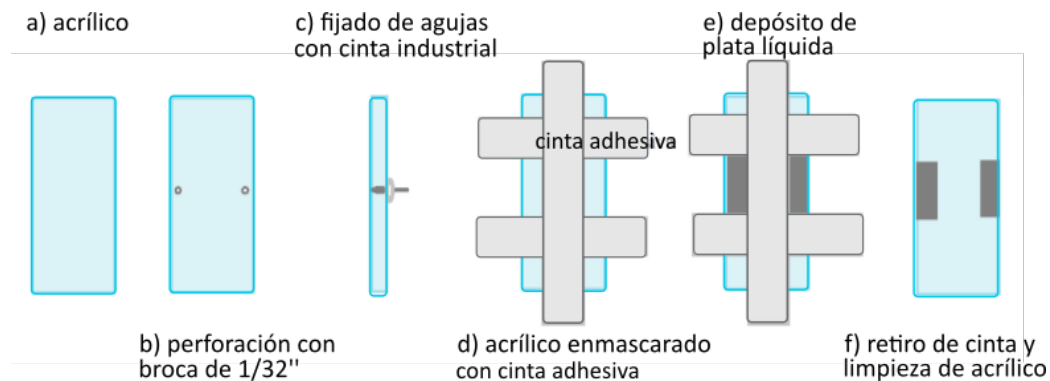 a) acrílico
c) fijado de agujas
con cinta industrial
e) depósito de
plata líquida
cinta adhesiva
b) perforación con
broca de 1/32''
d) acrílico enmascarado
con cinta adhesiva
f) retiro de cinta y
limpieza de acrílico